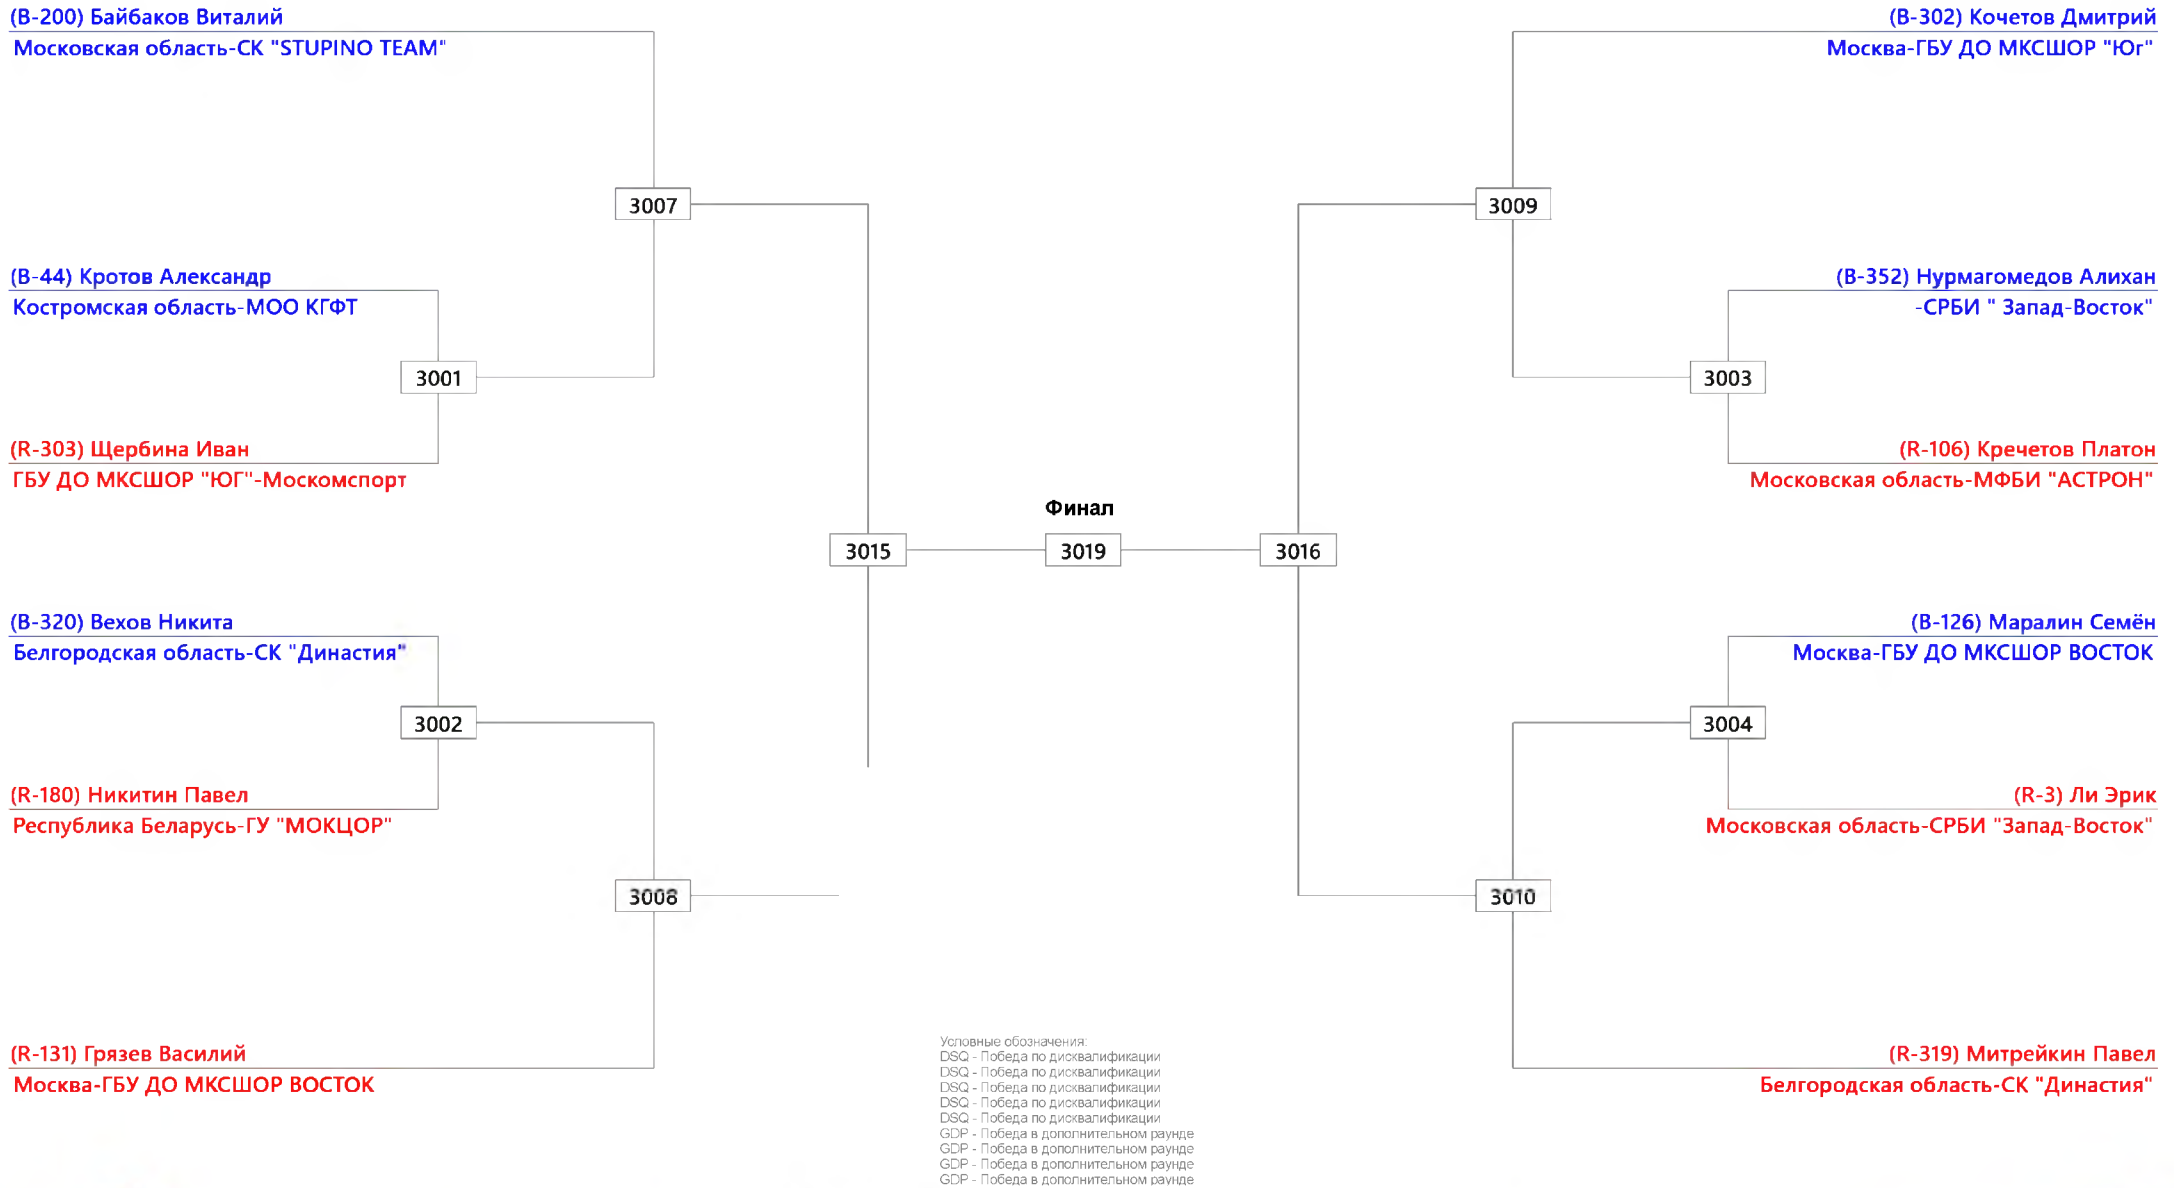 (B-200) Байбаков Виталий
Московская область-СК "STUPINO TEAM"
(B-302) Кочетов Дмитрий
Москва-ГБУ ДО МКСШОР "Юг"
3007
3009
(B-44) Кротов Александр
Костромская область-МОО КГФТ
(B-352) Нурмагомедов Алихан
-СРБИ " Запад-Восток"
3001
3003
(R-303) Щербина Иван
ГБУ ДО МКСШОР "ЮГ"-Москомспорт
(R-106) Кречетов Платон
Московская область-МФБИ "АСТРОН"
Финал
3015
3019
3016
(B-320) Вехов Никита
Белгородская область-СК "Династия"
(B-126) Маралин Семён
Москва-ГБУ ДО МКСШОР ВОСТОК
3002
3004
(R-180) Никитин Павел
Республика Беларусь-ГУ "МОКЦОР"
(R-3) Ли Эрик
Московская область-СРБИ "Запад-Восток"
3008
3010
(R-131) Грязев Василий
Москва-ГБУ ДО МКСШОР ВОСТОК
(R-319) Митрейкин Павел
Белгородская область-СК "Династия"
Условные обозначения:
DSQ - Победа по дисквалификации
DSQ - Победа по дисквалификации
DSQ - Победа по дисквалификации
DSQ - Победа по дисквалификации
DSQ - Победа по дисквалификации
GDP - Победа в дополнительном раунде
GDP - Победа в дополнительном раунде
GDP - Победа в дополнительном раунде
GDP - Победа в дополнительном раунде